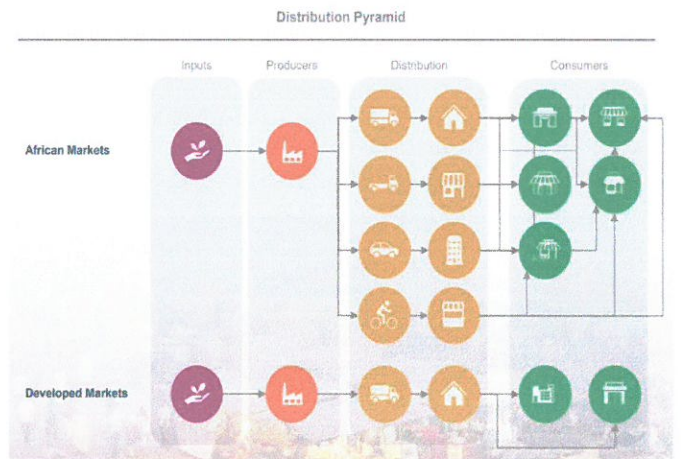 Distribution Pyramid
Inputs Producers Distribution Consumers
African Markets
Developed Markets